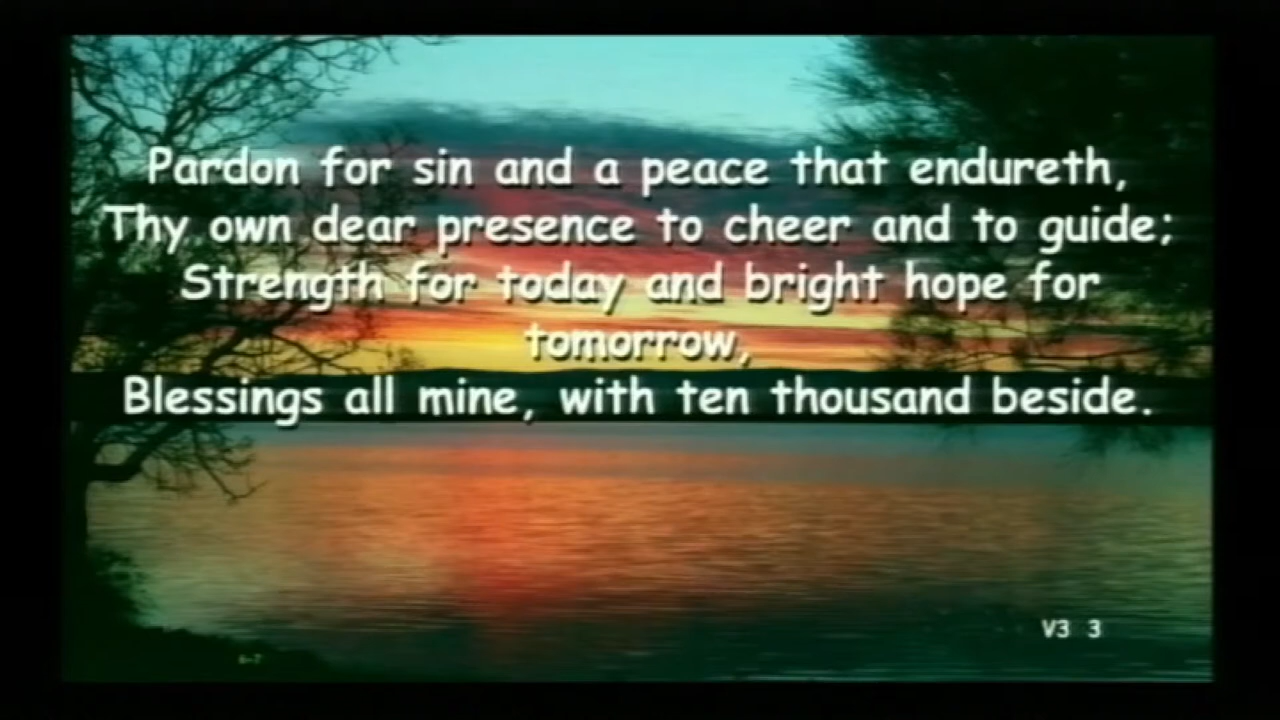 Pardon for sin and a peace that endureth,
Thy own dear presence to cheer and to guide;
Strength for today and bright hope for
tomorrow,
Blessings all mine, with ten thousand beside.
V3 3